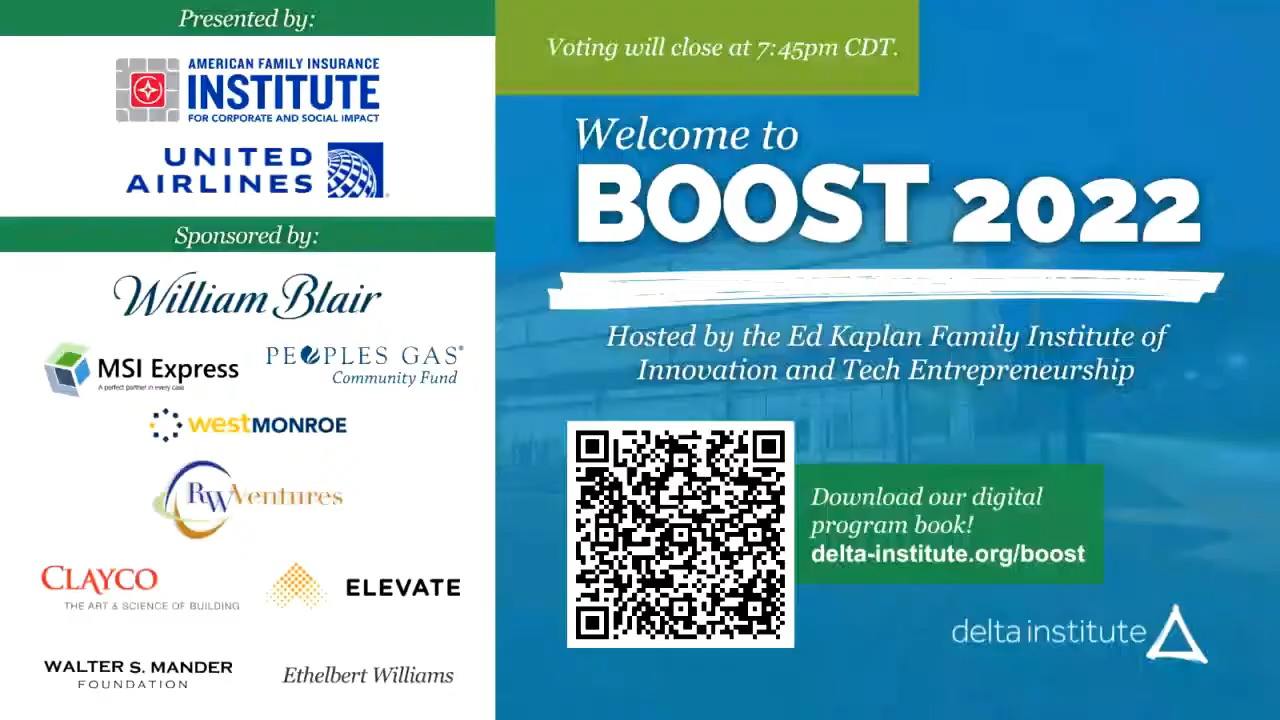 Presented by:
AMERICAN FAMILY INSURANCE
INSTITUTE
FOR CORPORATE AND SOCIAL IMPACT
UNITED
AIRLINES
Sponsored by:
William Blair
MSI Express
A perfect partner in every case
PEOPLES GAS®
Community Fund
westMONROE
RW Ventures
CLAYCO
THE ART & SCIENCE OF BUILDING
ELEVATE
WALTER S. MANDER
FOUNDATION
Ethelbert Williams
Voting will close at 7:45pm CDT.
Welcome to
BOOST 2022
Hosted by the Ed Kaplan Family Institute of
Innovation and Tech Entrepreneurship
Download our digital
program book!
delta-institute.org/boost
delta institute